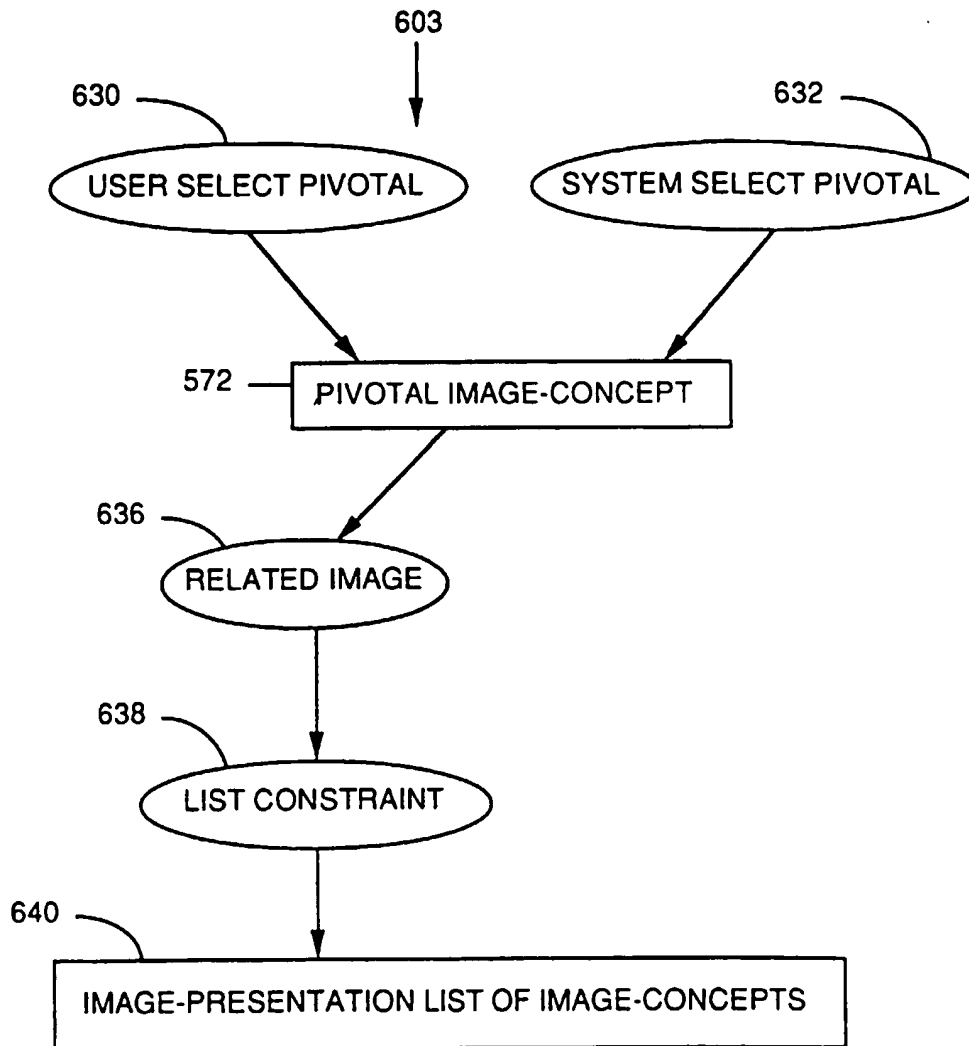 603
630
632
USER SELECT PIVOTAL
SYSTEM SELECT PIVOTAL
572
PIVOTAL IMAGE-CONCEPT
636
RELATED IMAGE
638
LIST CONSTRAINT
640
IMAGE-PRESENTATION LIST OF IMAGE-CONCEPTS